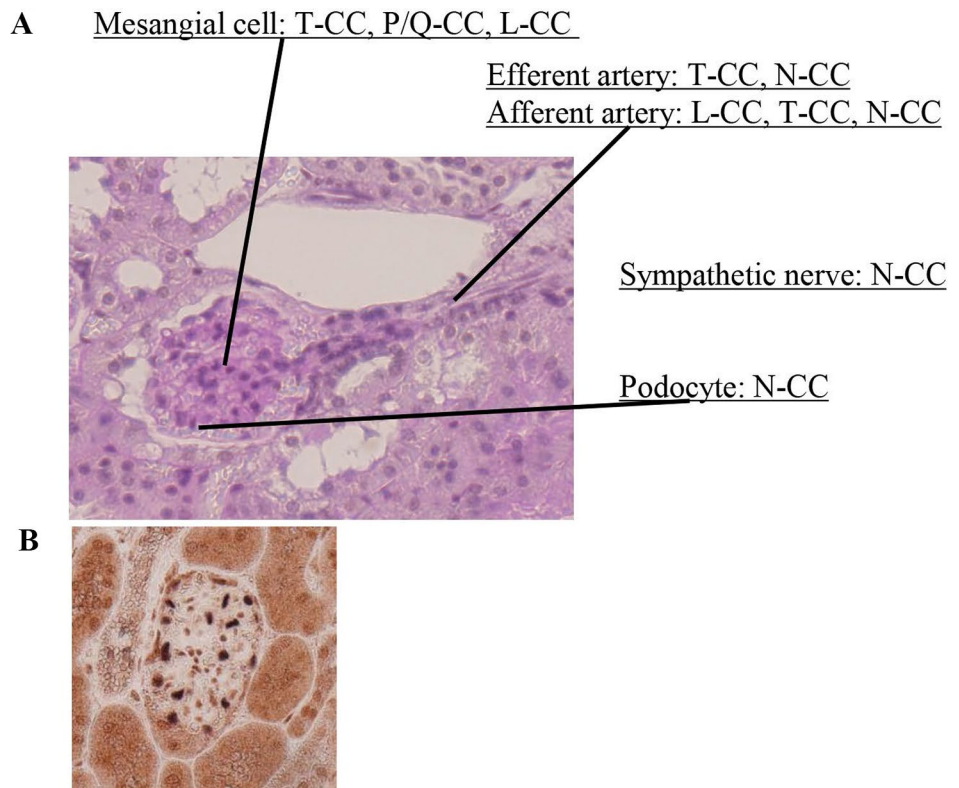 A
Mesangial cell: T-CC, P/Q-CC, L-CC
Efferent artery: T-CC, N-CC
Afferent artery: L-CC, T-CC, N-CC
Sympathetic nerve: N-CC
Podocyte: N-CC
B